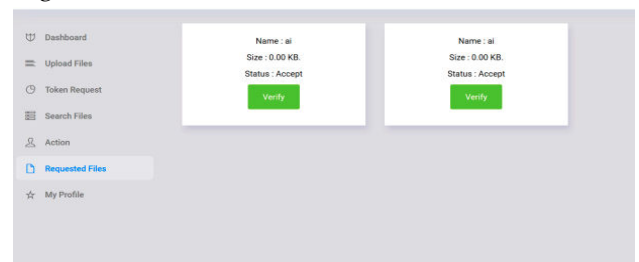 Dashboard
Upload Files
Token Request
Search Files
Action
Requested Files
My Profile
Name : ai
Size : 0.00 KB.
Status : Accept
Verify
Name : ai
Size : 0.00 KB.
Status : Accept
Verify